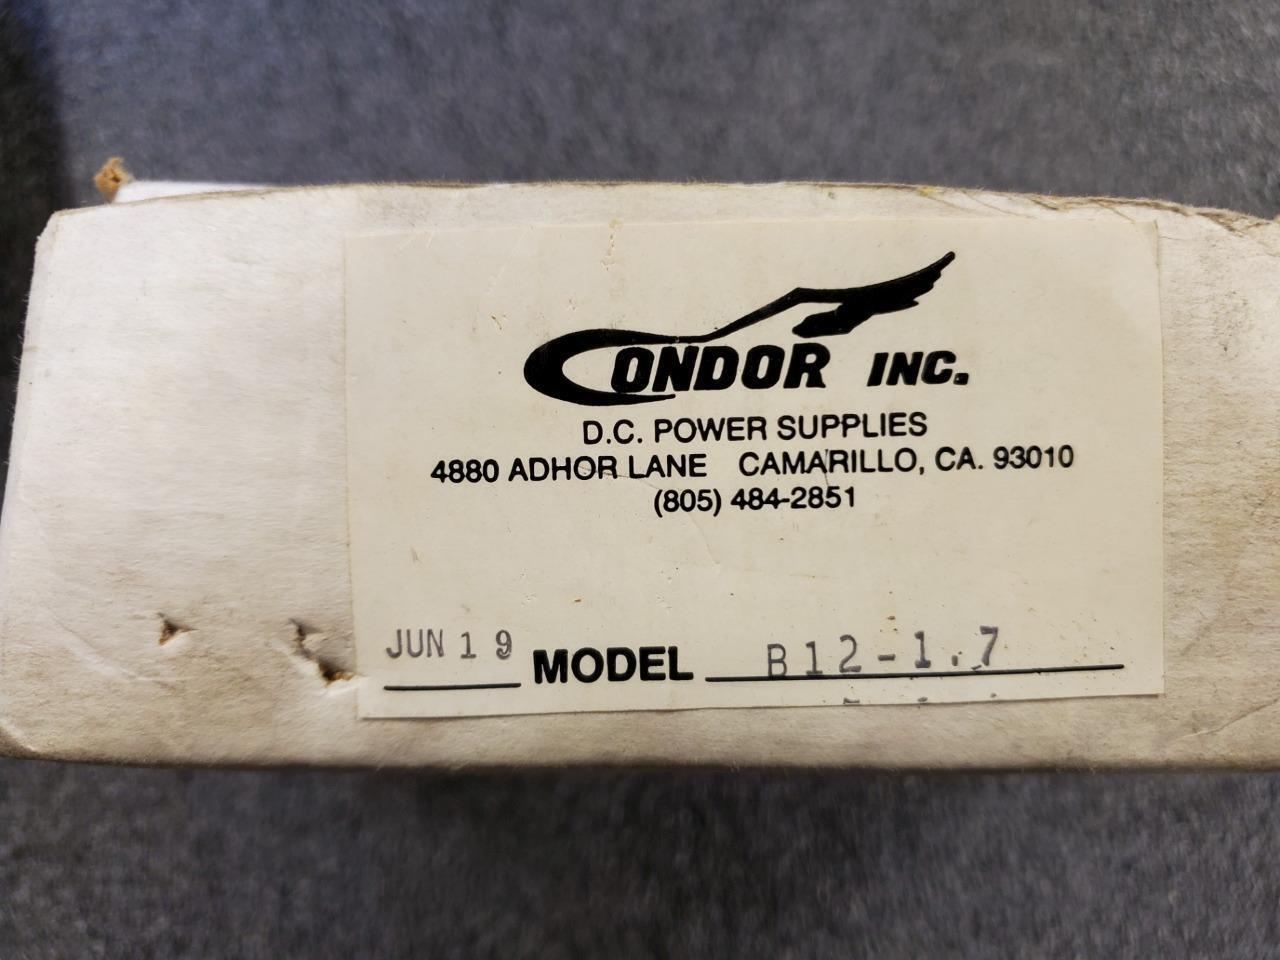 CONDOR INC.
D.C. POWER SUPPLIES
4880 ADHOR LANE CAMARILLO, CA. 93010
(805) 484-2851
JUN 19 MODEL B12-1.7